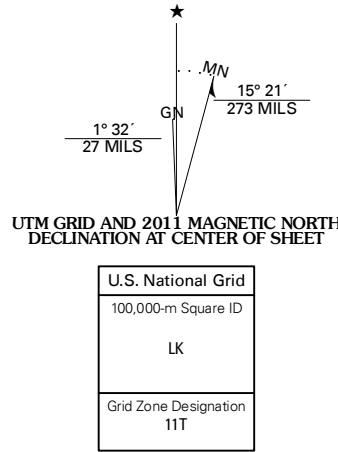 ★
MN
GN
15° 21´
273 MILS
1° 32´
27 MILS
UTM GRID AND 2011 MAGNETIC NORTH
DECLINATION AT CENTER OF SHEET
U.S. National Grid
100,000-m Square ID
LK
Grid Zone Designation
11T